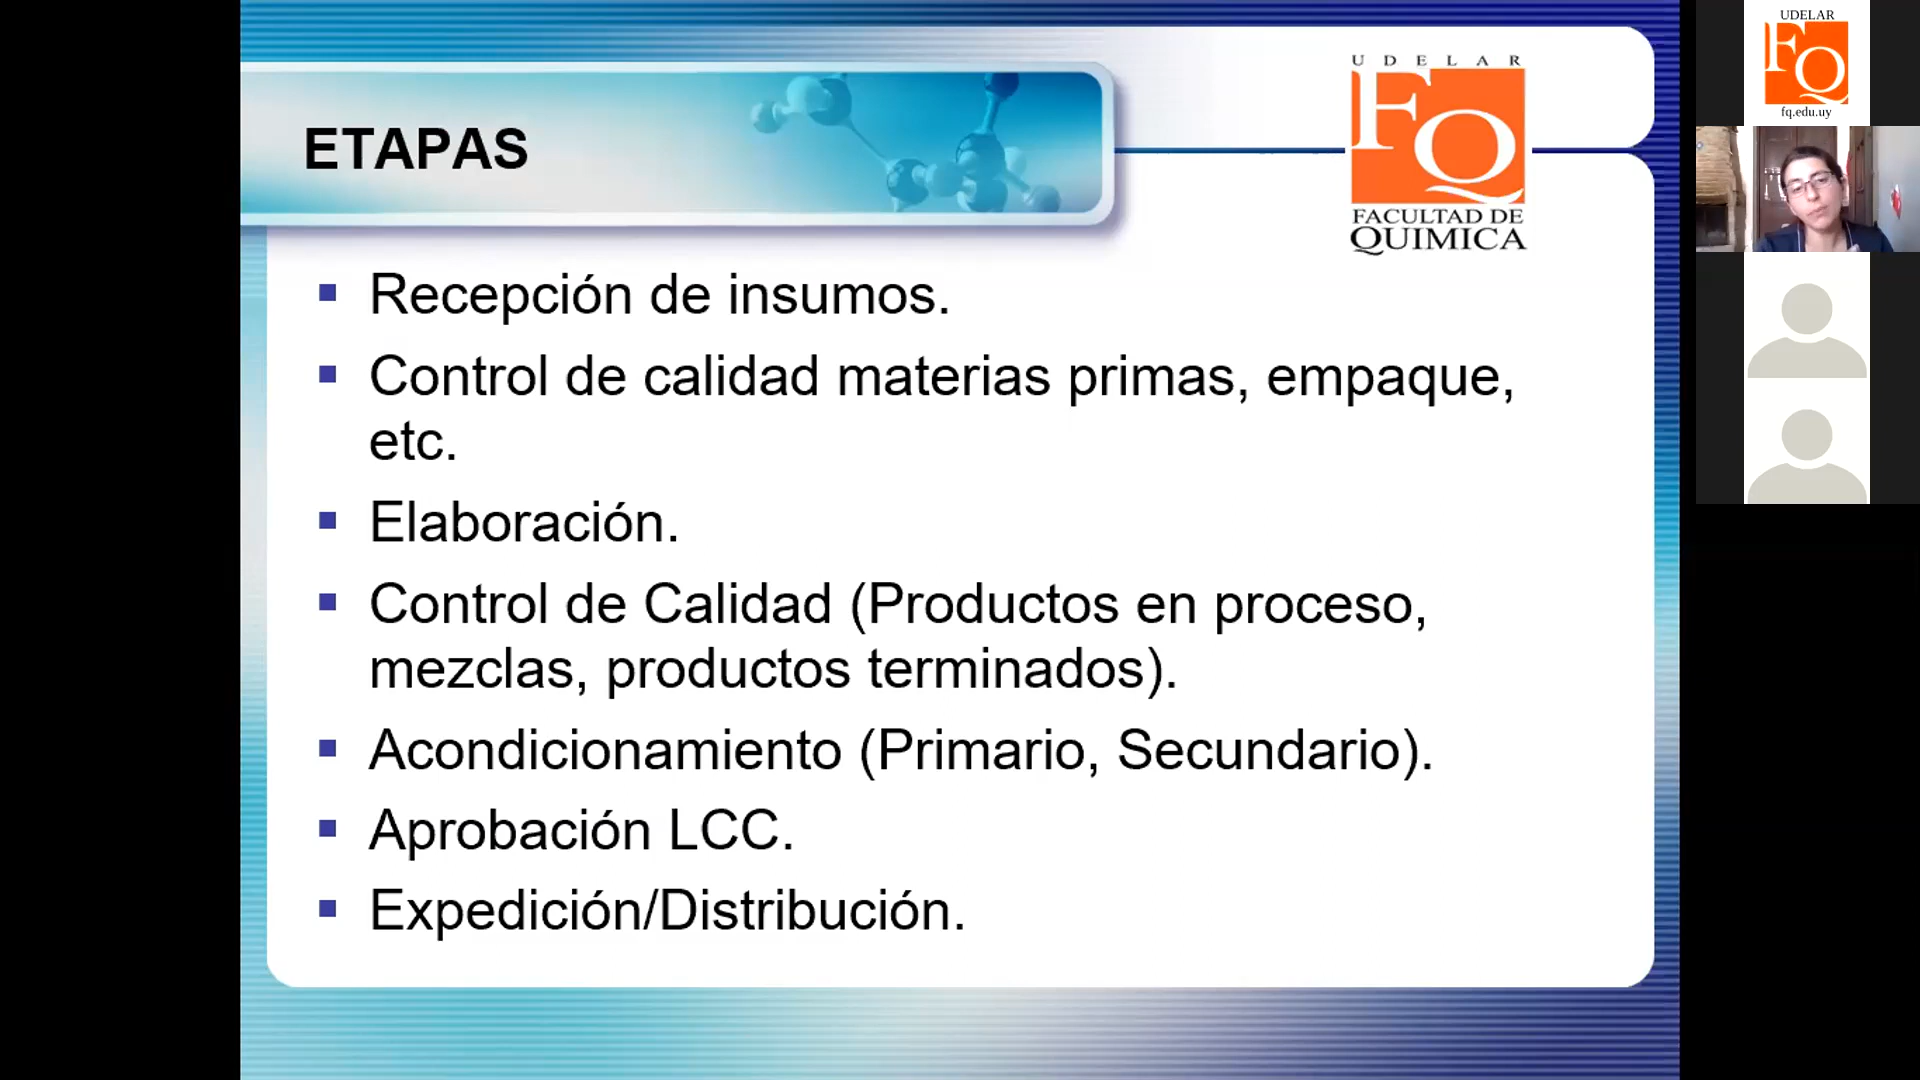 ETAPAS
UDELAR
FQ
FACULTAD DE
QUIMICA
Recepción de insumos.
Control de calidad materias primas, empaque,
etc.
Elaboración.
Control de Calidad (Productos en proceso,
mezclas, productos terminados).
Acondicionamiento (Primario, Secundario).
Aprobación LCC.
Expedición/Distribución.
UDELAR
FQ
fq.edu.uy